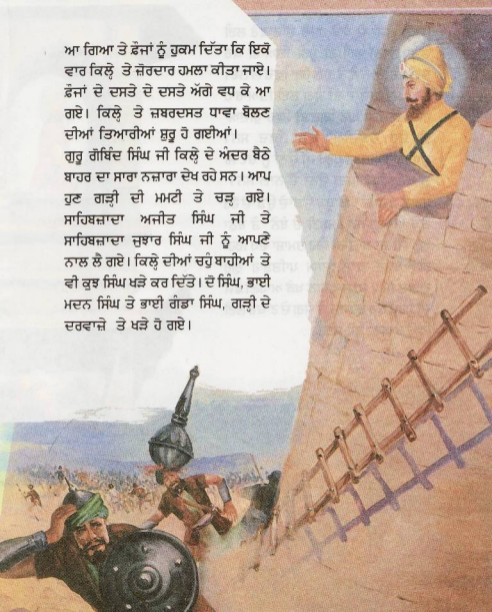 ਆ ਗਿਆ ਤੇ ਫ਼ੌਜਾਂ ਨੂੰ ਹੁਕਮ ਦਿੱਤਾ ਕਿ ਇਕੋ
ਵਾਰ ਕਿਲ੍ਹੇ ਤੇ ਜ਼ੋਰਦਾਰ ਹਮਲਾ ਕੀਤਾ ਜਾਏ।
ਫ਼ੌਜਾਂ ਦੇ ਦਸਤੇ ਦੇ ਦਸਤੇ ਅੱਗੇ ਵਧ ਕੇ ਆ
ਗਏ। ਕਿਲ੍ਹੇ ਤੇ ਜ਼ਬਰਦਸਤ ਧਾਵਾ ਬੋਲਣ
ਦੀਆਂ ਤਿਆਰੀਆਂ ਸ਼ੁਰੂ ਹੋ ਗਈਆਂ।
ਗੁਰੂ ਗੋਬਿੰਦ ਸਿੰਘ ਜੀ ਕਿਲ੍ਹੇ ਦੇ ਅੰਦਰ ਬੈਠੇ
ਬਾਹਰ ਦਾ ਸਾਰਾ ਨਜ਼ਾਰਾ ਦੇਖ ਰਹੇ ਸਨ। ਆਪ
ਹੁਣ ਗੜ੍ਹੀ ਦੀ ਮਮਟੀ ਤੇ ਚੜ੍ਹ ਗਏ।
ਸਾਹਿਬਜ਼ਾਦਾ ਅਜੀਤ ਸਿੰਘ ਜੀ ਤੇ
ਸਾਹਿਬਜ਼ਾਦਾ ਜੁਝਾਰ ਸਿੰਘ ਜੀ ਨੂੰ ਆਪਣੇ
ਨਾਲ ਲੈ ਗਏ। ਕਿਲ੍ਹੇ ਦੀਆਂ ਚਹੁੰ ਬਾਹੀਆਂ ਤੇ
ਵੀ ਕੁਝ ਸਿੰਘ ਖੜੇ ਕਰ ਦਿੱਤੇ। ਦੋ ਸਿੰਘ, ਭਾਈ
ਮਦਨ ਸਿੰਘ ਤੇ ਭਾਈ ਗੰਡਾ ਸਿੰਘ, ਗੜ੍ਹੀ ਦੇ
ਦਰਵਾਜ਼ੇ ਤੇ ਖੜੇ ਹੋ ਗਏ।